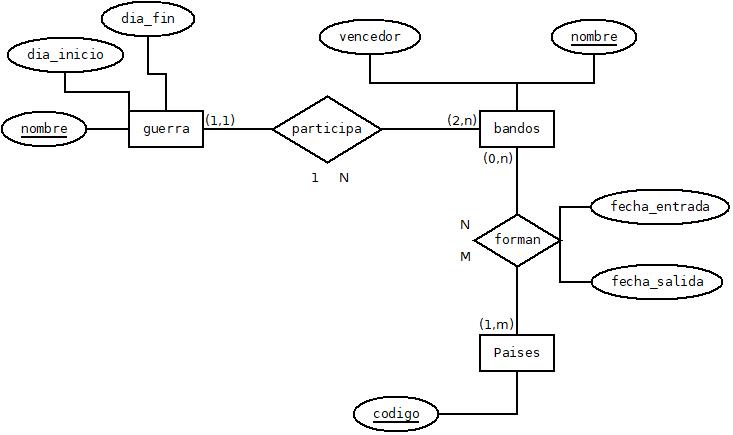 dia_fin
dia_inicio
vencedor
nombre
nombre
guerra
(1,1)
participa
(2,n)
bandos
(0,n)
1 N
fecha_entrada
N
forman
M
fecha_salida
(1,m)
Paises
codigo